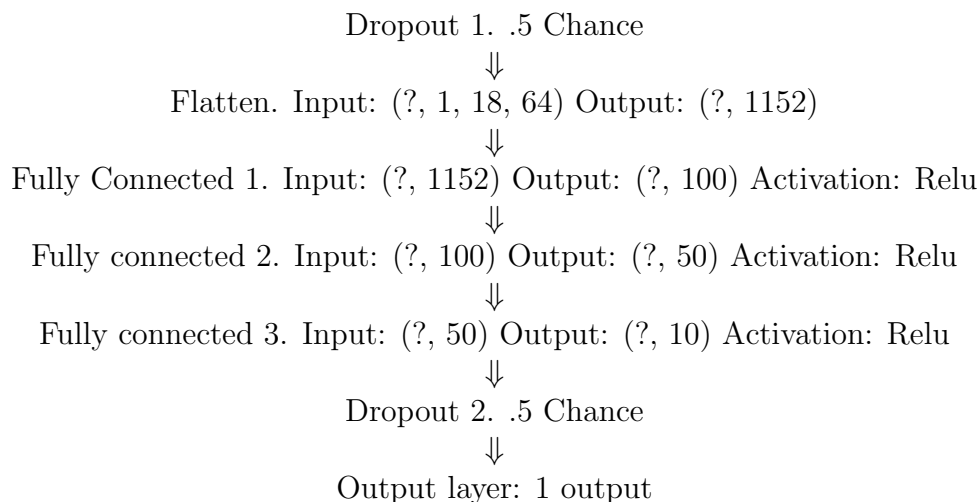 Dropout 1. .5 Chance
⇓
Flatten. Input: (?, 1, 18, 64) Output: (?, 1152)
⇓
Fully Connected 1. Input: (?, 1152) Output: (?, 100) Activation: Relu
⇓
Fully connected 2. Input: (?, 100) Output: (?, 50) Activation: Relu
⇓
Fully connected 3. Input: (?, 50) Output: (?, 10) Activation: Relu
⇓
Dropout 2. .5 Chance
⇓
Output layer: 1 output